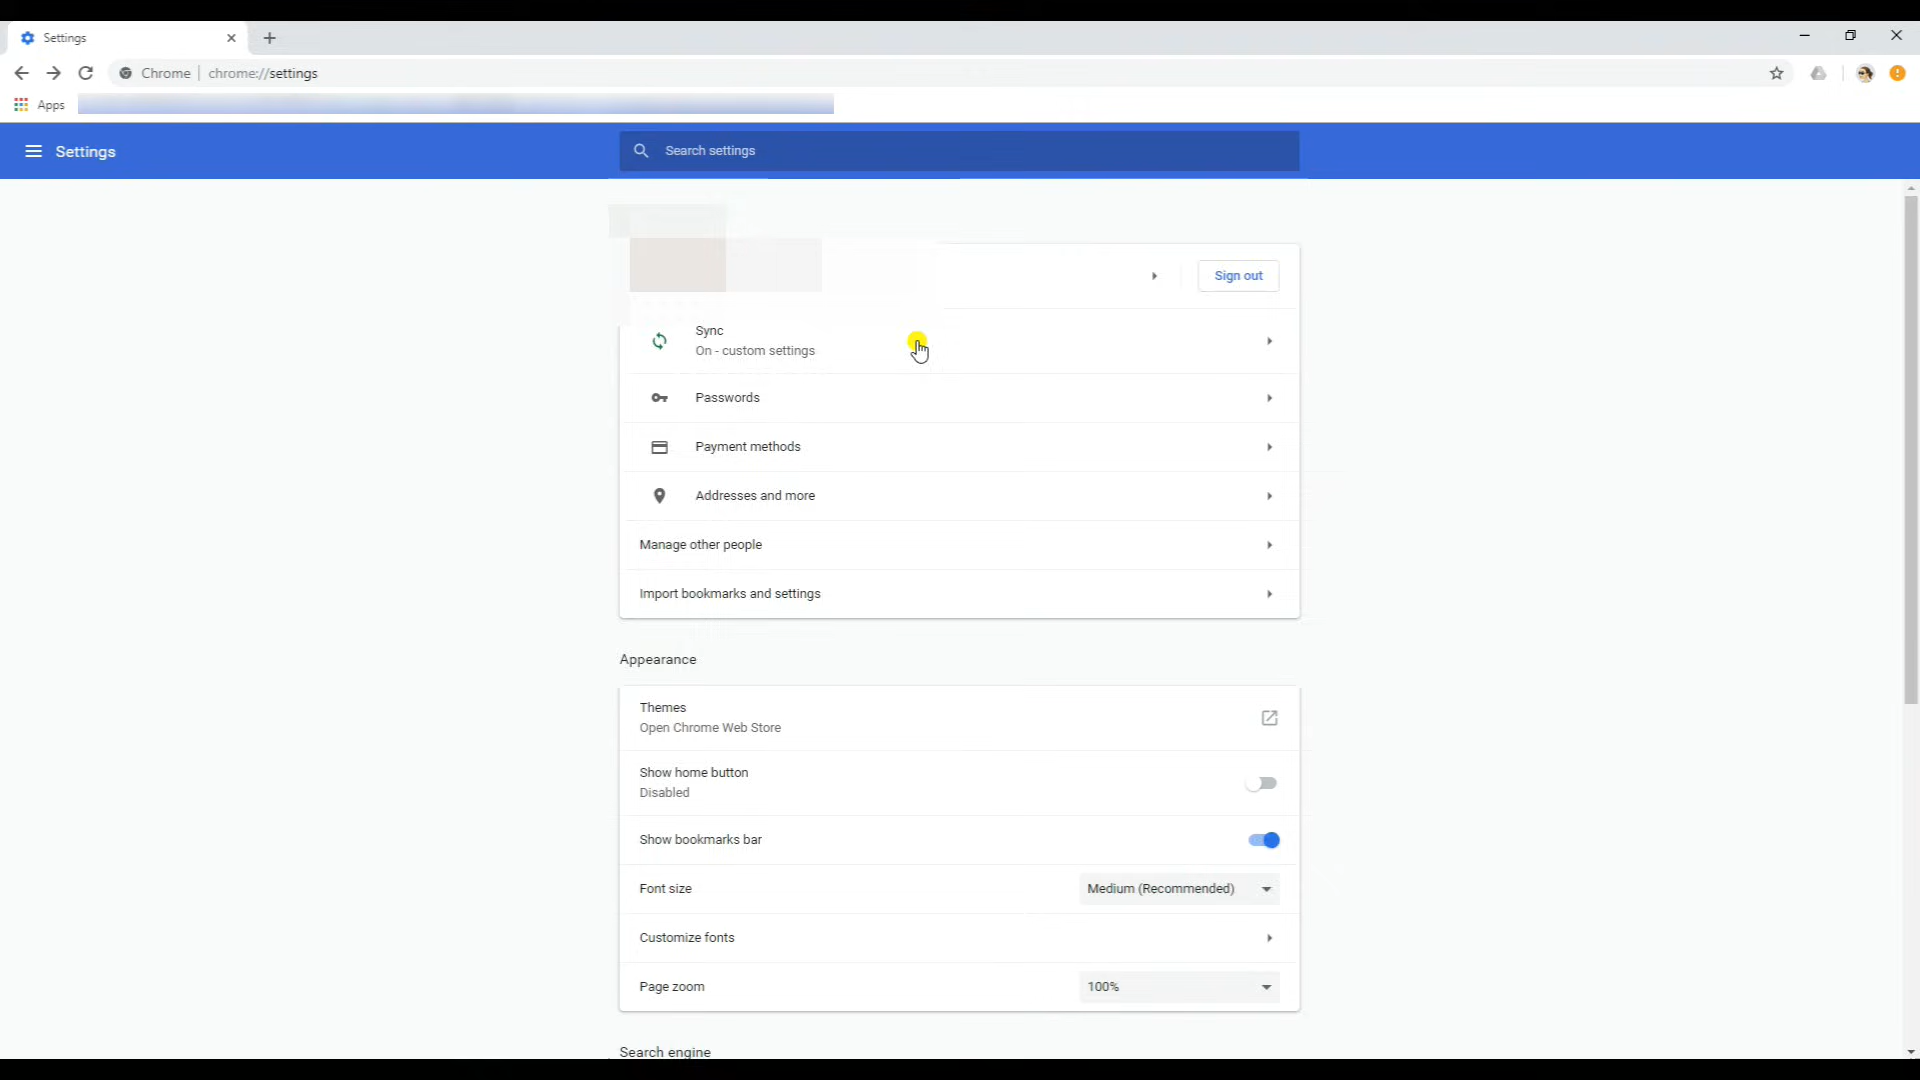 Settings
Chrome | chrome://settings
Apps
Settings
Search settings
Sign out
Sync
On - custom settings
Passwords
Payment methods
Addresses and more
Manage other people
Import bookmarks and settings
Appearance
Themes
Open Chrome Web Store
Show home button
Disabled
Show bookmarks bar
Font size
Medium (Recommended)
Customize fonts
Page zoom
100%
Search engine